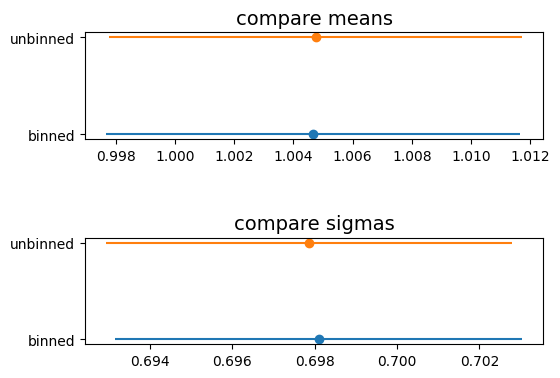 compare means
unbinned
binned
0.998 1.000 1.002 1.004 1.006 1.008 1.010 1.012
compare sigmas
unbinned
binned
0.694 0.696 0.698 0.700 0.702